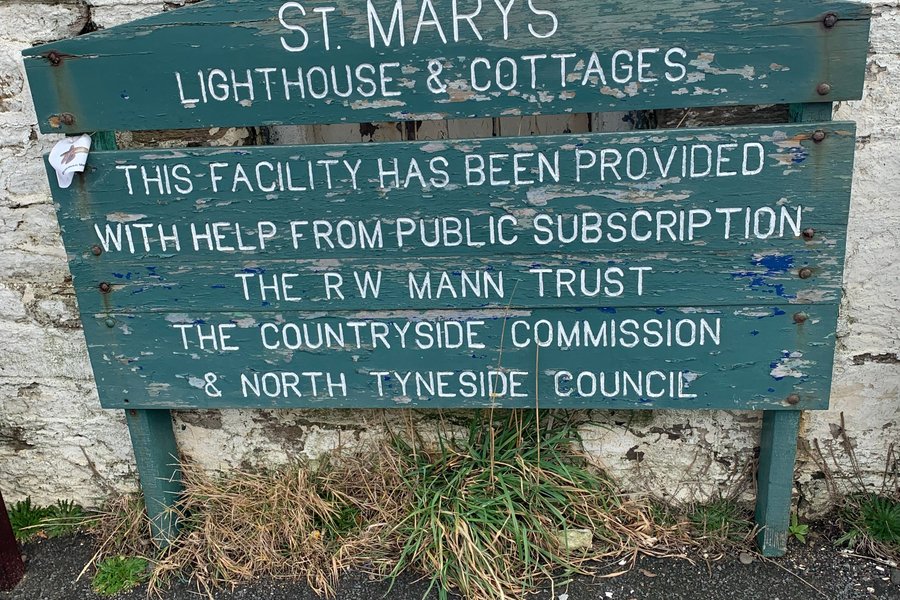 ST. MARYS
LIGHTHOUSE & COTTAGES
THIS FACILITY HAS BEEN PROVIDED
WITH HELP FROM PUBLIC SUBSCRIPTION
THE R W MANN TRUST
THE COUNTRYSIDE COMMISSION
& NORTH TYNESIDE COUNCIL